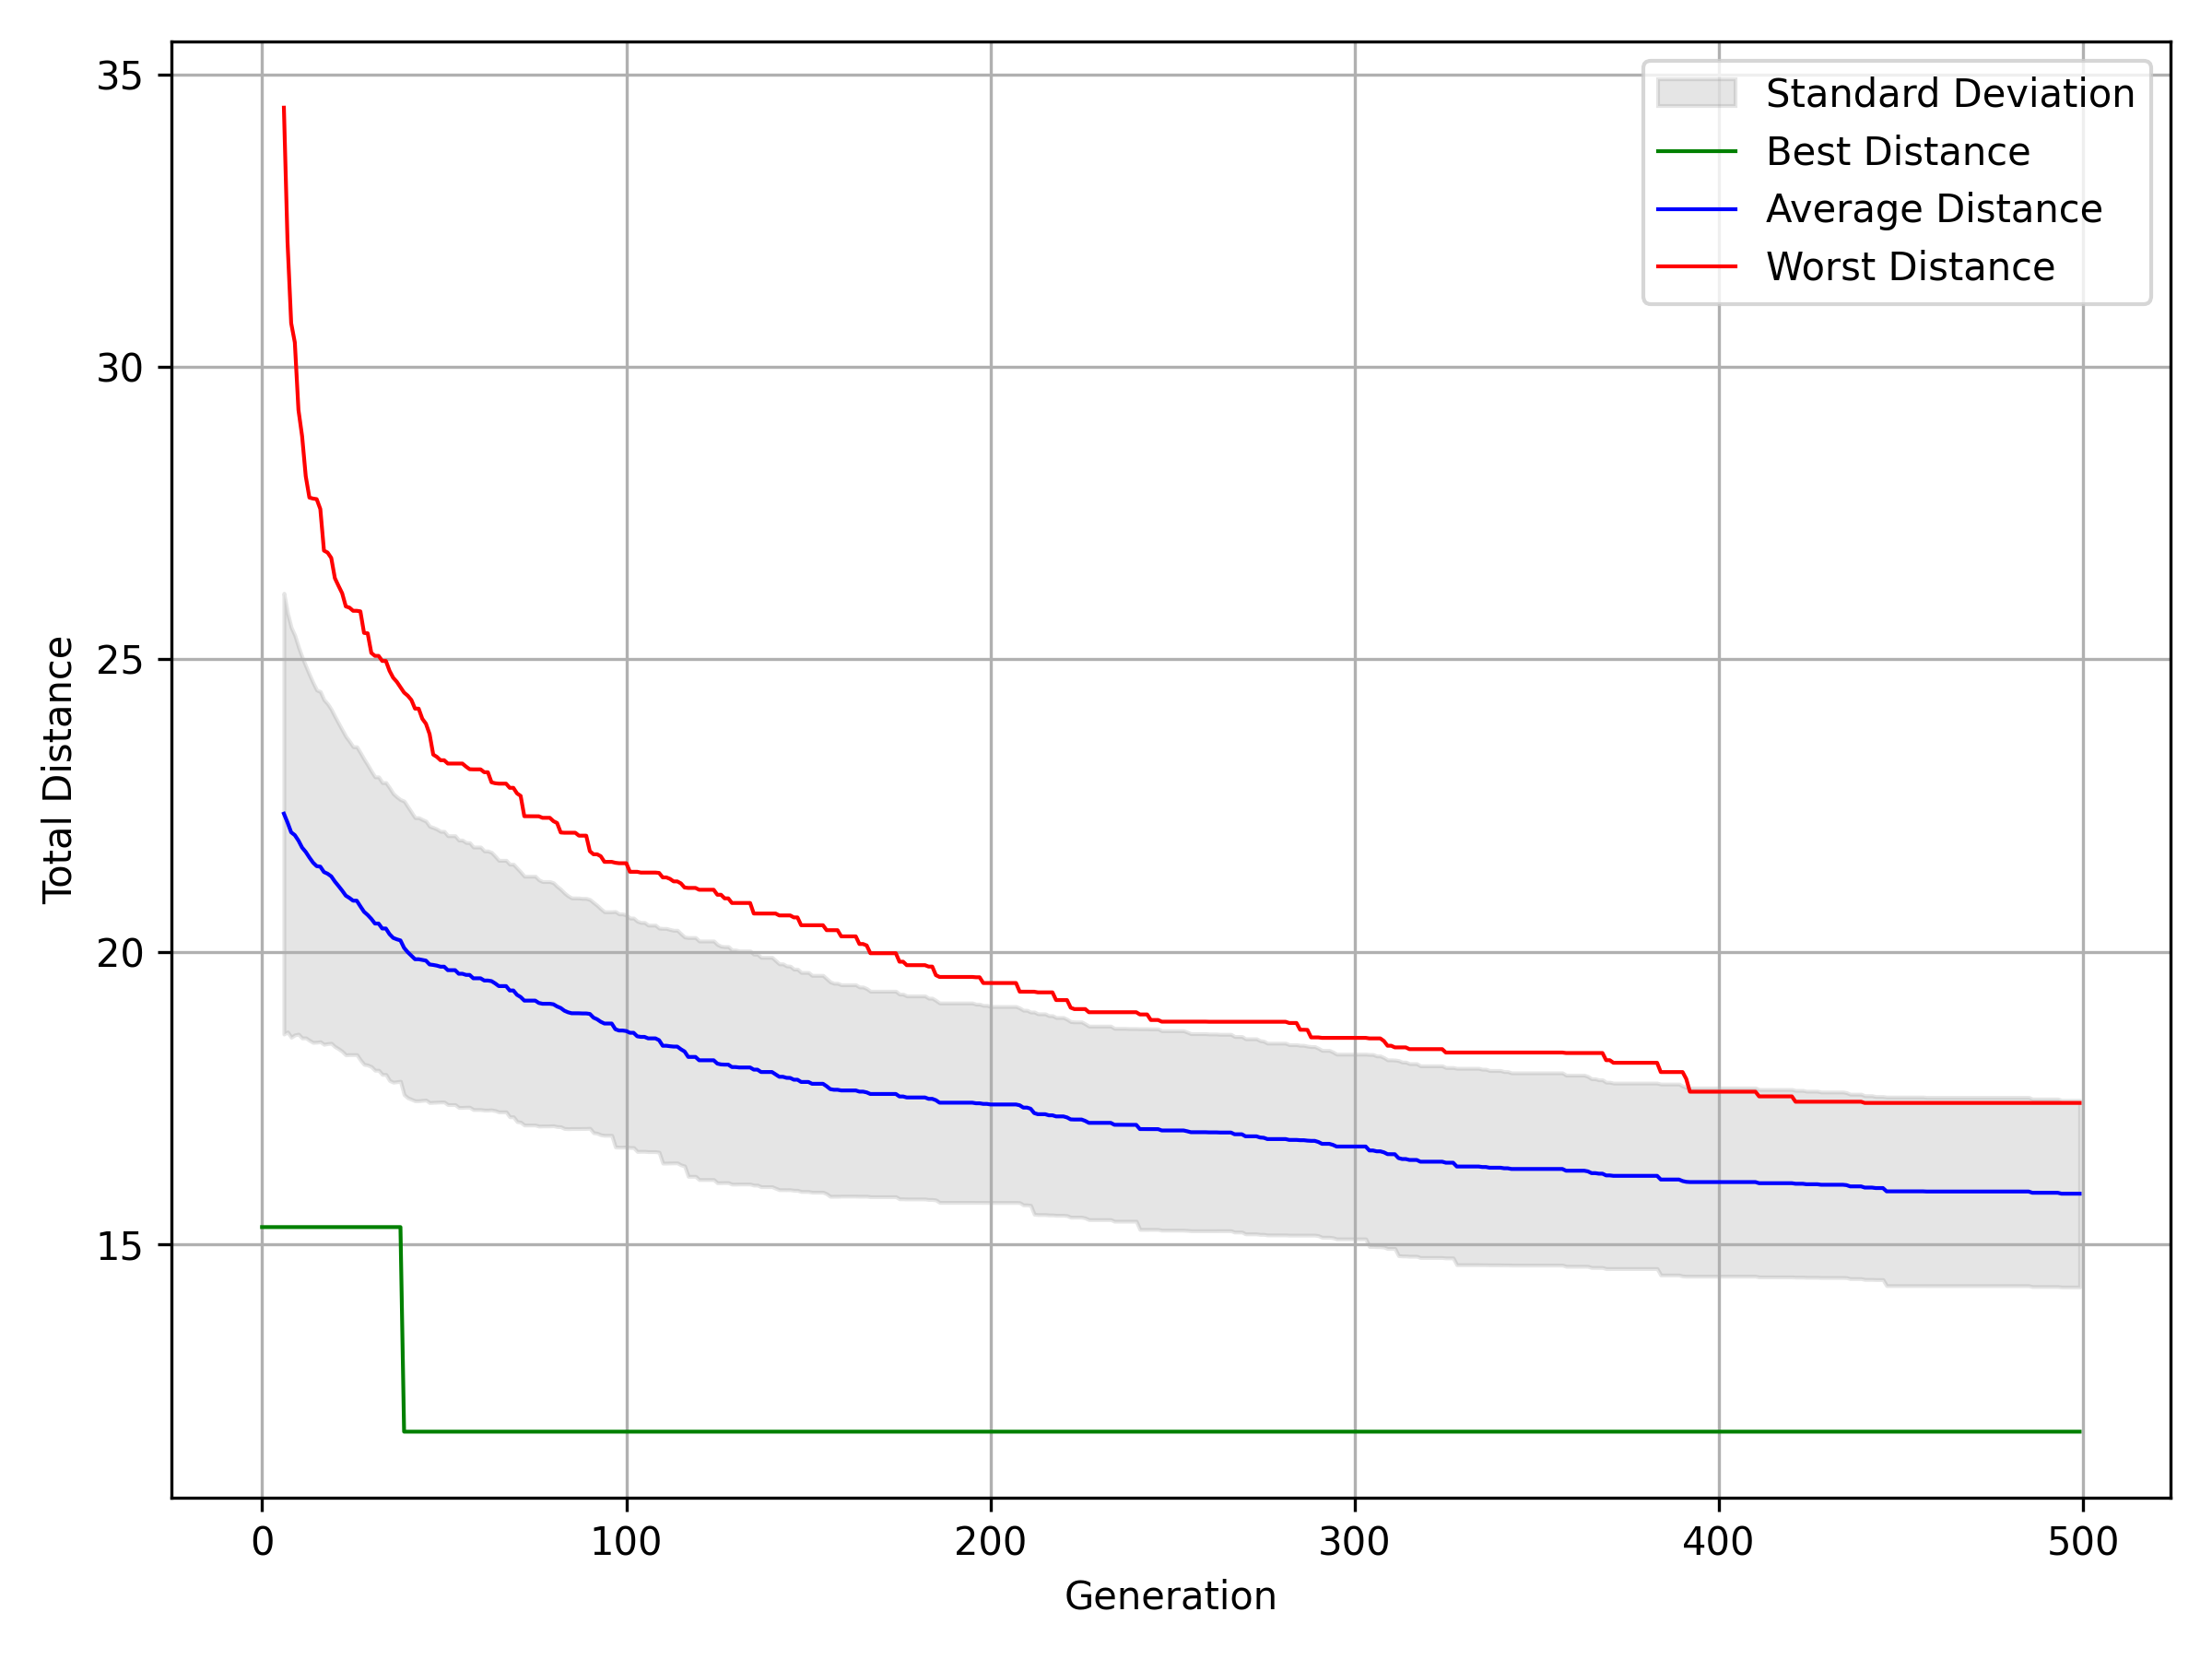 35
30
25
20
15
Total Distance
Standard Deviation
Best Distance
Average Distance
Worst Distance
0 100 200 300 400 500
Generation